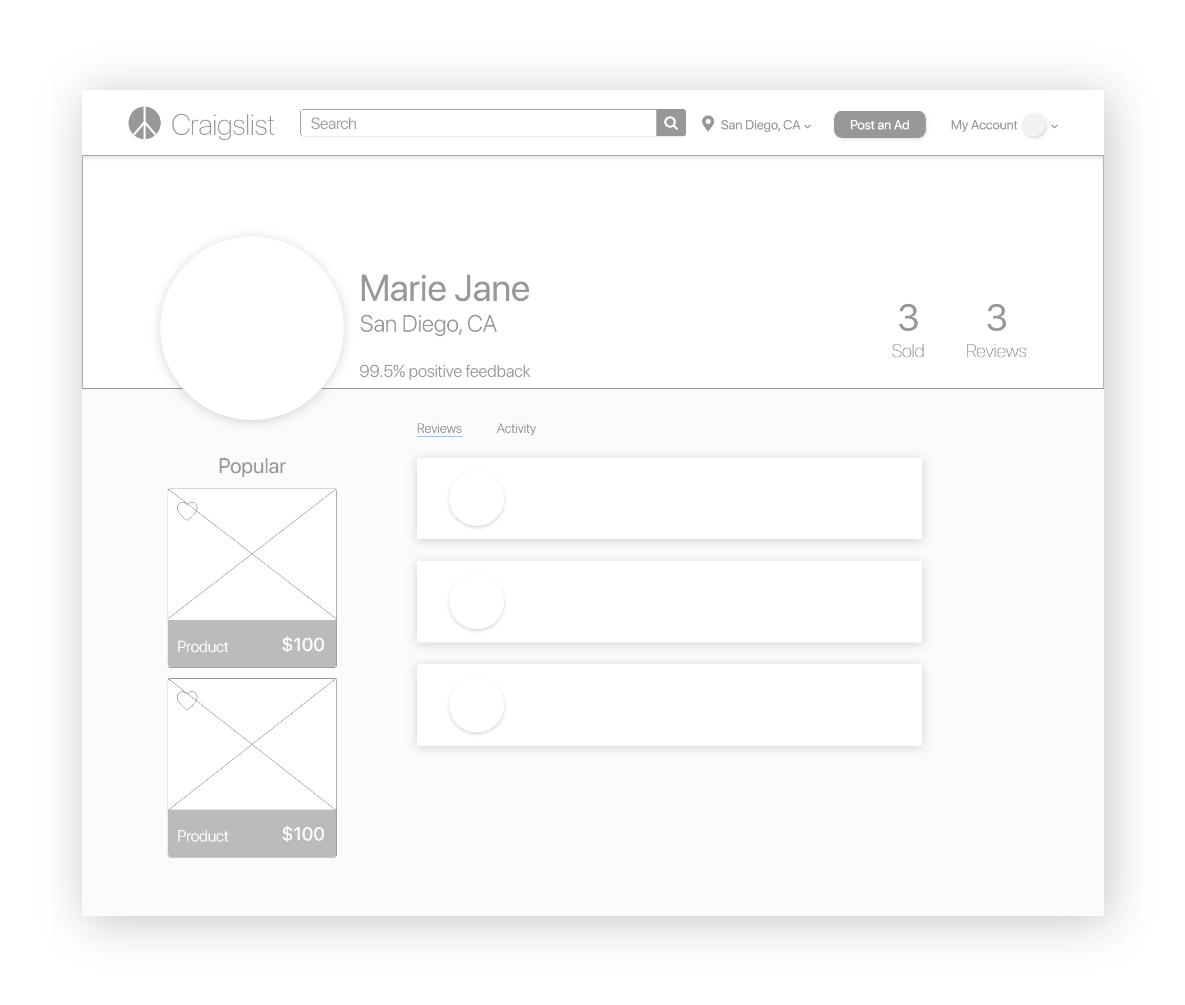 Craigslist
Search
San Diego, CA
Post an Ad
My Account
Marie Jane
San Diego, CA
99.5% positive feedback
3
Sold
3
Reviews
Reviews
Activity
Popular
Product
$100
Product
$100